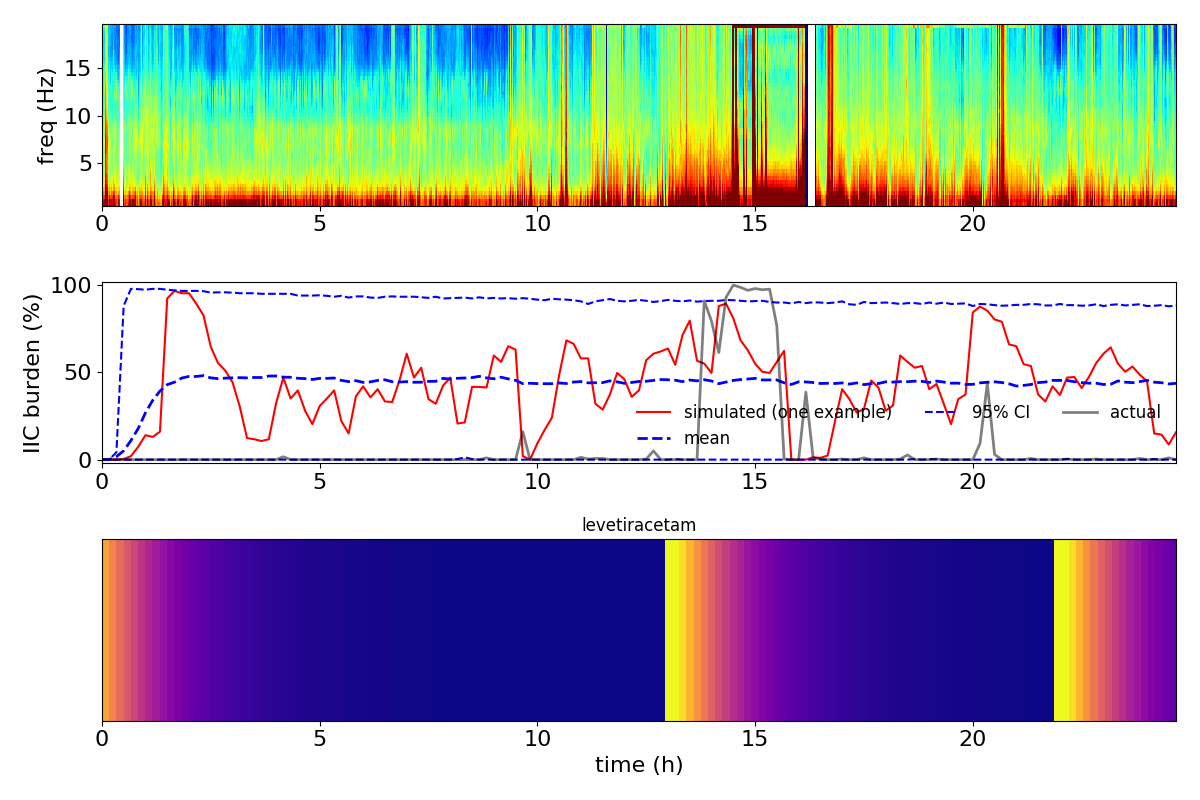 freq (Hz)
15
10
5
0 5 10 15 20
IIC burden (%)
100
50
0
simulated (one example)
mean
95% CI
actual
0 5 10 15 20
levetiracetam
0 5 10 15 20
time (h)